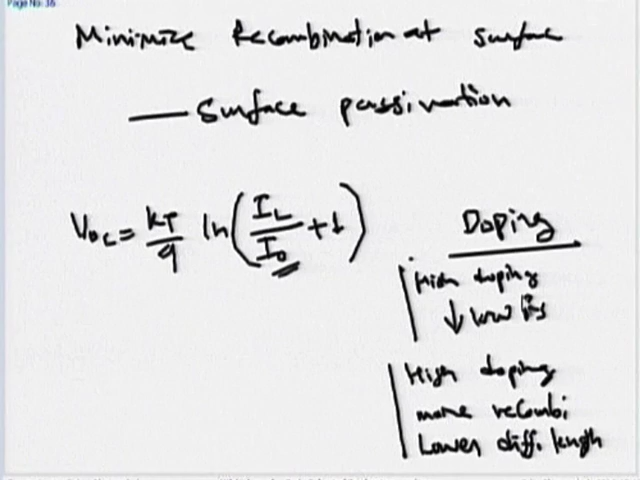 Page No: 36
Minimize Recombination at surface
— Surface passivation
Voc = kT/q ln(IL/I0 + 1)
Doping
High doping
↓ low
High doping
more recombi
Lower diff. length